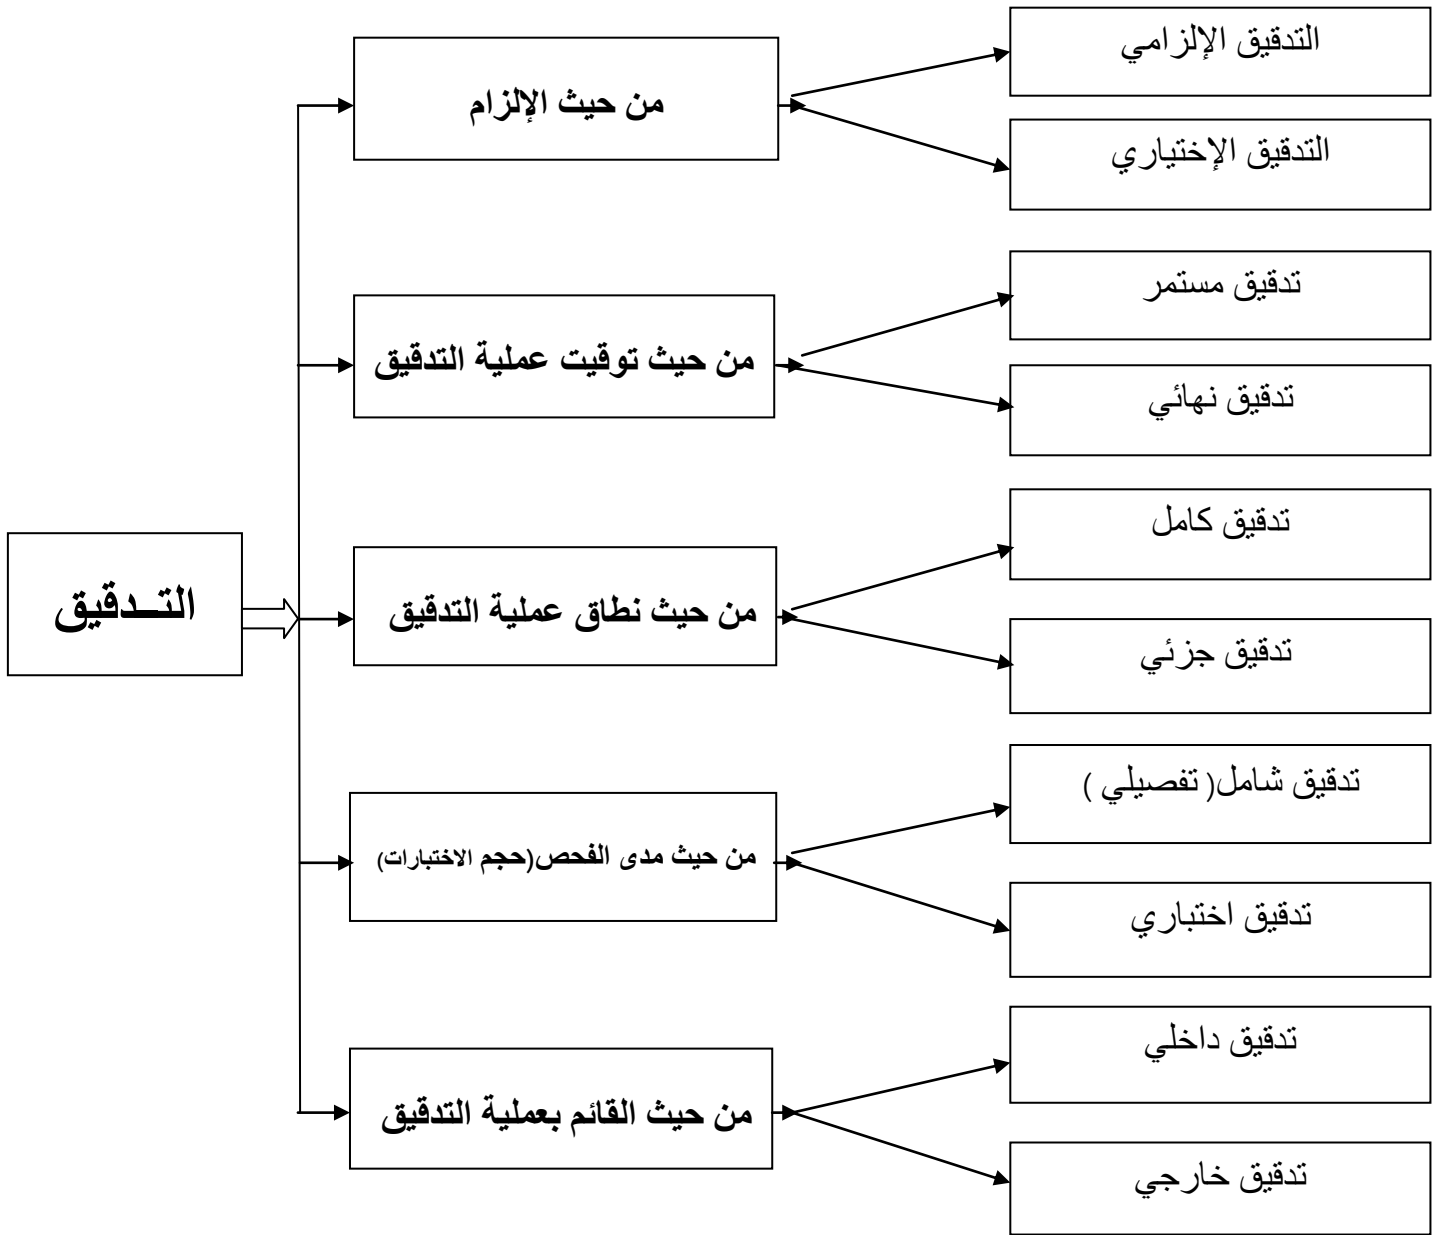 التــدقيق
من حيث الإلزام
التدقيق الإلزامي
التدقيق الإختياري
من حيث توقيت عملية التدقيق
تدقيق مستمر
تدقيق نهائي
من حيث نطاق عملية التدقيق
تدقيق كامل
تدقيق جزئي
من حيث مدى الفحص(حجم الاختبارات)
تدقيق شامل( تفصيلي )
تدقيق اختباري
من حيث القائم بعملية التدقيق
تدقيق داخلي
تدقيق خارجي